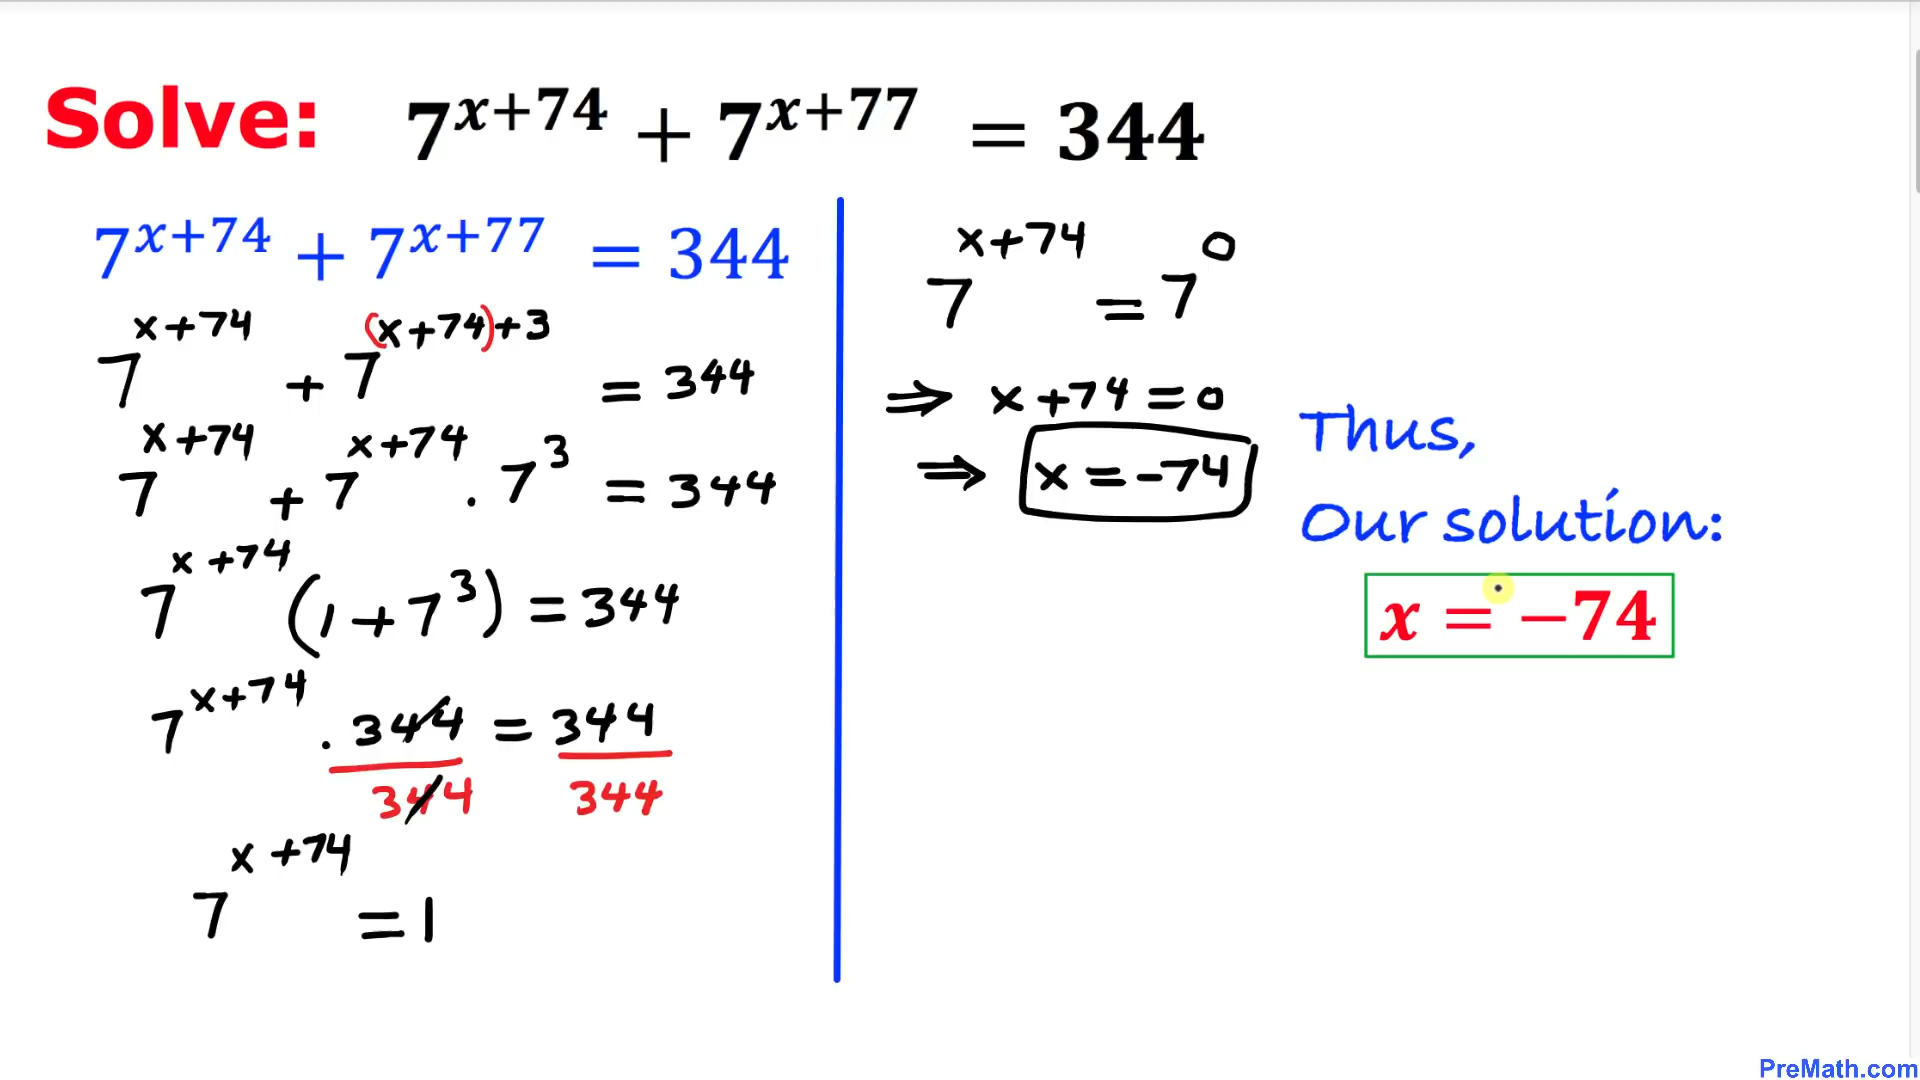 Solve: 7^{x+74} + 7^{x+77} = 344
7^{x+74} + 7^{x+77} = 344
7^{x+74} + 7^{(x+74)+3} = 344
7^{x+74} + 7^{x+74} . 7^3 = 344
7^{x+74} (1 + 7^3) = 344
7^{x+74} . 344 = 344
344 344
7^{x+74} = 1
7^{x+74} = 7^0
⇒ x+74 = 0
⇒ x = -74
Thus,
Our solution:
x = −74
PreMath.com